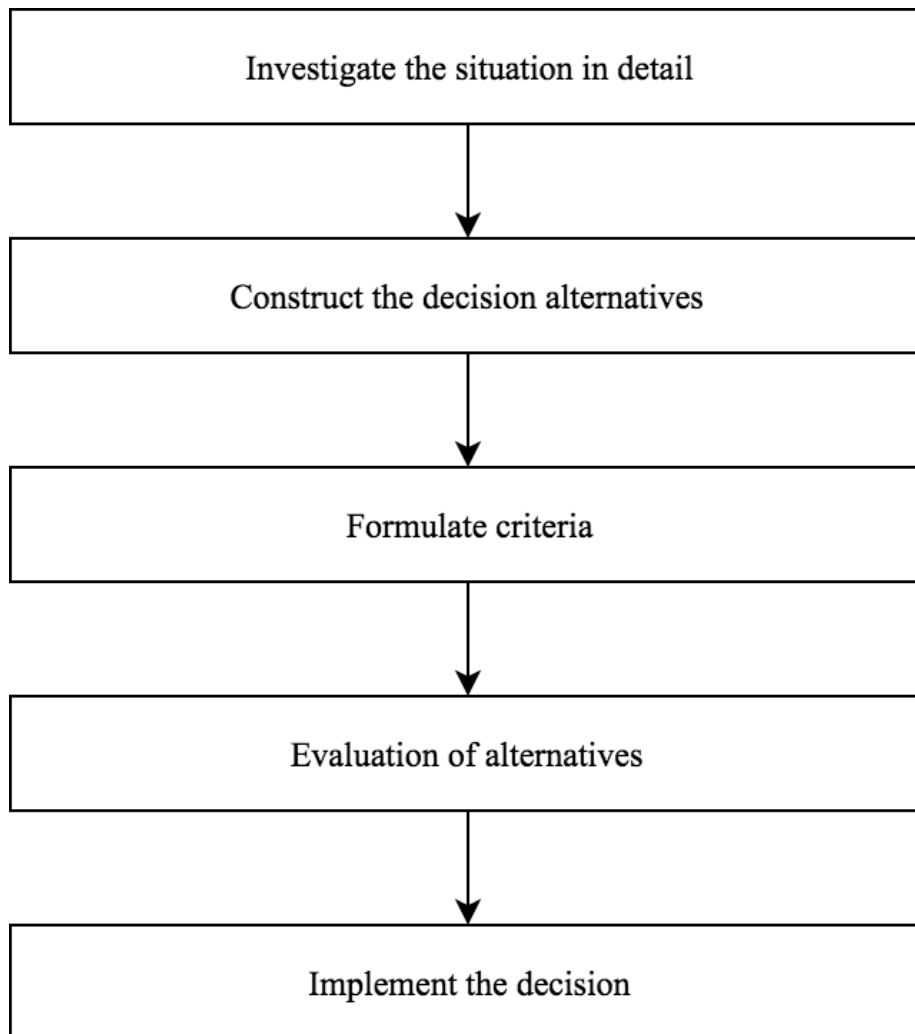 Investigate the situation in detail
Construct the decision alternatives
Formulate criteria
Evaluation of alternatives
Implement the decision